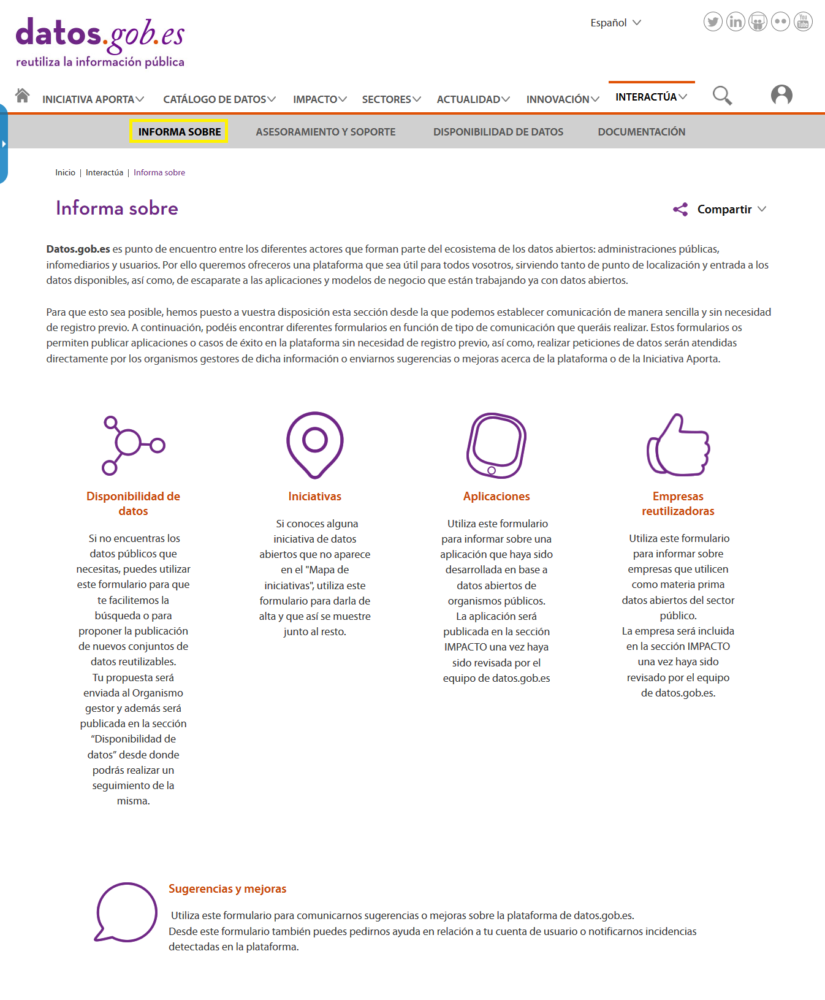 datos.gob.es
reutiliza la información pública
Español
You
Tube
INICIATIVA APORTA
CATÁLOGO DE DATOS
IMPACTO
SECTORES
ACTUALIDAD
INNOVACIÓN
INTERACTÚA
INFORMA SOBRE
ASESORAMIENTO Y SOPORTE
DISPONIBILIDAD DE DATOS
DOCUMENTACIÓN
Inicio | Interactúa | Informa sobre
Informa sobre
Compartir
Datos.gob.es es punto de encuentro entre los diferentes actores que forman parte del ecosistema de los datos abiertos: administraciones públicas,
infomediarios y usuarios. Por ello queremos ofreceros una plataforma que sea útil para todos vosotros, sirviendo tanto de punto de localización y entrada a los
datos disponibles, así como, de escaparate a las aplicaciones y modelos de negocio que están trabajando ya con datos abiertos.
Para que esto sea posible, hemos puesto a vuestra disposición esta sección desde la que podemos establecer comunicación de manera sencilla y sin necesidad
de registro previo. A continuación, podéis encontrar diferentes formularios en función de tipo de comunicación que queráis realizar. Estos formularios os
permiten publicar aplicaciones o casos de éxito en la plataforma sin necesidad de registro previo, así como, realizar peticiones de datos serán atendidas
directamente por los organismos gestores de dicha información o enviarnos sugerencias o mejoras acerca de la plataforma o de la Iniciativa Aporta.
Disponibilidad de
datos
Si no encuentras los
datos públicos que
necesitas, puedes utilizar
este formulario para que
te facilitemos la
búsqueda o para
proponer la publicación
de nuevos conjuntos de
datos reutilizables.
Tu propuesta será
enviada al Organismo
gestor y además será
publicada en la sección
“Disponibilidad de
datos” desde donde
podrás realizar un
seguimiento de la
misma.
Iniciativas
Si conoces alguna
iniciativa de datos
abiertos que no aparece
en el "Mapa de
iniciativas", utiliza este
formulario para darla de
alta y que así se muestre
junto al resto.
Aplicaciones
Utiliza este formulario
para informar sobre una
aplicación que haya sido
desarrollada en base a
datos abiertos de
organismos públicos.
La aplicación será
publicada en la sección
IMPACTO una vez haya
sido revisada por el
equipo de datos.gob.es
Empresas
reutilizadoras
Utiliza este formulario
para informar sobre
empresas que utilicen
como materia prima
datos abiertos del sector
público.
La empresa será incluida
en la sección IMPACTO
una vez haya sido
revisado por el equipo
de datos.gob.es.
Sugerencias y mejoras
Utiliza este formulario para comunicarnos sugerencias o mejoras sobre la plataforma de datos.gob.es.
Desde este formulario también puedes pedirnos ayuda en relación a tu cuenta de usuario o notificarnos incidencias
detectadas en la plataforma.